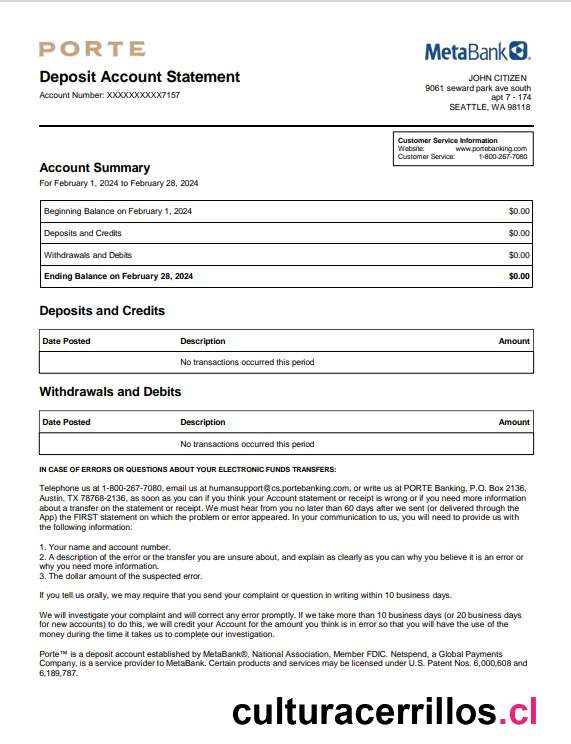 PORTE
MetaBank
Deposit Account Statement
Account Number: XXXXXXXXXX7157
JOHN CITIZEN
9061 seward park ave south
apt 7 - 174
SEATTLE, WA 98118
Customer Service Information
Website: www.portebanking.com
Customer Service: 1-800-267-7080
Account Summary
For February 1, 2024 to February 28, 2024
Beginning Balance on February 1, 2024 $0.00
Deposits and Credits $0.00
Withdrawals and Debits $0.00
Ending Balance on February 28, 2024 $0.00
Deposits and Credits
Date Posted Description Amount
No transactions occurred this period
Withdrawals and Debits
Date Posted Description Amount
No transactions occurred this period
IN CASE OF ERRORS OR QUESTIONS ABOUT YOUR ELECTRONIC FUNDS TRANSFERS:
Telephone us at 1-800-267-7080, email us at humansupport@cs.portebanking.com, or write us at PORTE Banking, P.O. Box 2136,
Austin, TX 78768-2136, as soon as you can if you think your Account statement or receipt is wrong or if you need more information
about a transfer on the statement or receipt. We must hear from you no later than 60 days after we sent (or delivered through the
App) the FIRST statement on which the problem or error appeared. In your communication to us, you will need to provide us with
the following information:
1. Your name and account number.
2. A description of the error or the transfer you are unsure about, and explain as clearly as you can why you believe it is an error or
why you need more information.
3. The dollar amount of the suspected error.
If you tell us orally, we may require that you send your complaint or question in writing within 10 business days.
We will investigate your complaint and will correct any error promptly. If we take more than 10 business days (or 20 business days
for new accounts) to do this, we will credit your Account for the amount you think is in error so that you will have the use of the
money during the time it takes us to complete our investigation.
Porte™ is a deposit account established by MetaBank®, National Association, Member FDIC. Netspend, a Global Payments
Company, is a service provider to MetaBank. Certain products and services may be licensed under U.S. Patent Nos. 6,000,608 and
6,189,787.
culturacerrillos.cl